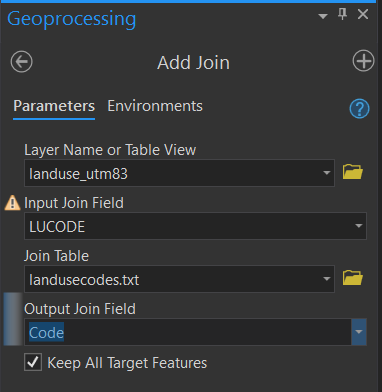 Geoprocessing
Add Join
Parameters Environments
Layer Name or Table View
landuse_utm83
Input Join Field
LUCODE
Join Table
landusecodes.txt
Output Join Field
Code
Keep All Target Features